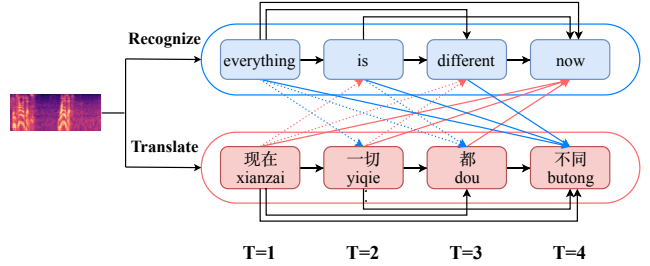 Recognize
everything
is
different
now
Translate
现在
xianzai
一切
yiqie
都
dou
不同
butong
T=1
T=2
T=3
T=4